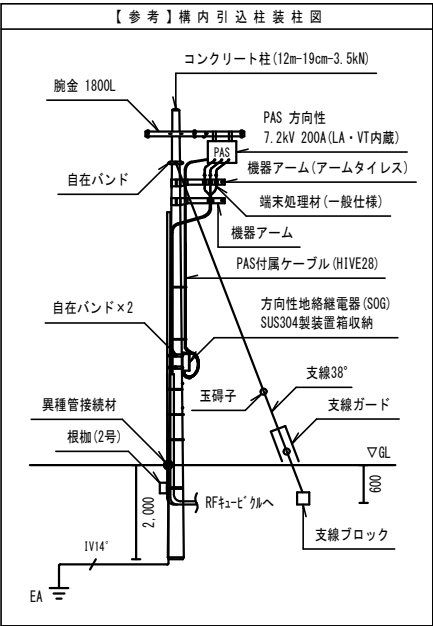 【参考】構内引込柱装柱図
コンクリート柱(12m-19cm-3.5kN)
腕金 1800L
PAS 方向性
7.2kV 200A(LA・VT内蔵)
PAS
機器アーム(アームタイレス)
自在バンド
端末処理材(一般仕様)
機器アーム
PAS付属ケーブル(HIVE28)
方向性地絡継電器(SOG)
SUS304製装置箱収納
自在バンド×2
支線38°
玉碍子
支線ガード
異種管接続材
根枷(2号)
▽GL
600
2,000
RFキュービクルへ
支線ブロック
IV14°
EA